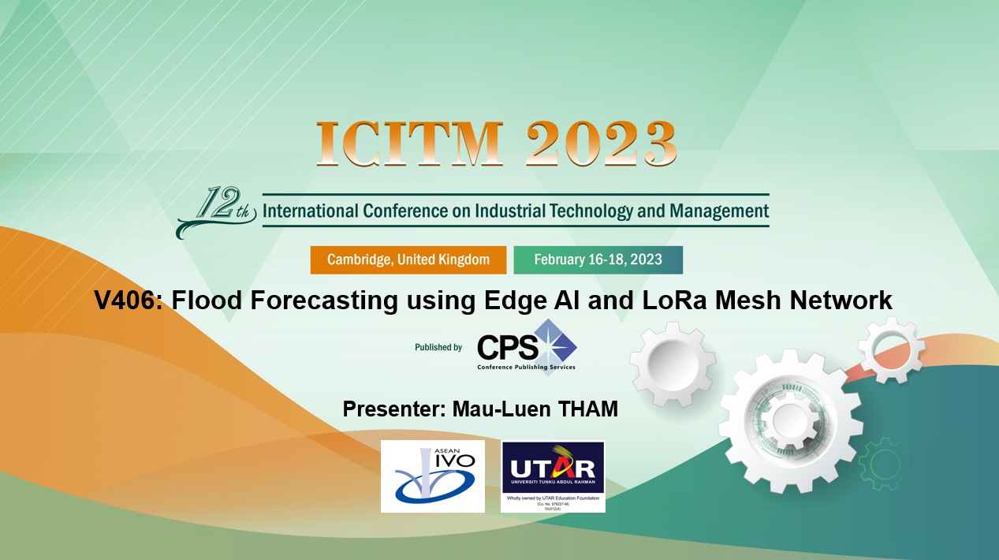 ICITM 2023
12th International Conference on Industrial Technology and Management
Cambridge, United Kingdom February 16-18, 2023
V406: Flood Forecasting using Edge AI and LoRa Mesh Network
Published by CPS
Conference Publishing Services
Presenter: Mau-Luen THAM
ASEAN
IVO
UTAR
UNIVERSITI TUNKU ABDUL RAHMAN
Wholly owned by UTAR Education Foundation
(Co. No. 578227-M)
DU012(A)